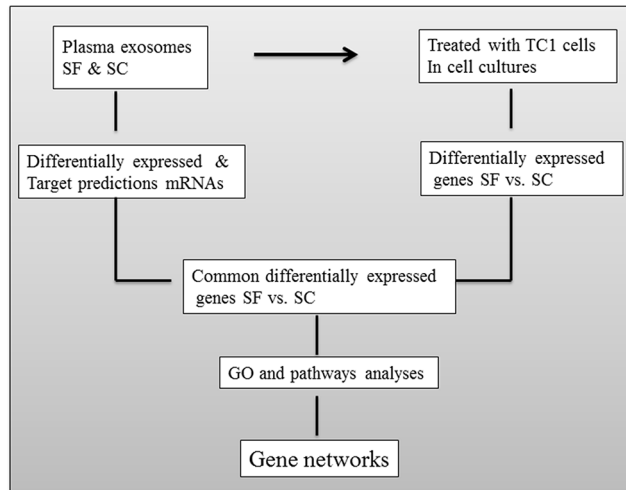 Plasma exosomes
SF & SC
Treated with TC1 cells
In cell cultures
Differentially expressed &
Target predictions mRNAs
Differentially expressed
genes SF vs. SC
Common differentially expressed
genes SF vs. SC
GO and pathways analyses
Gene networks